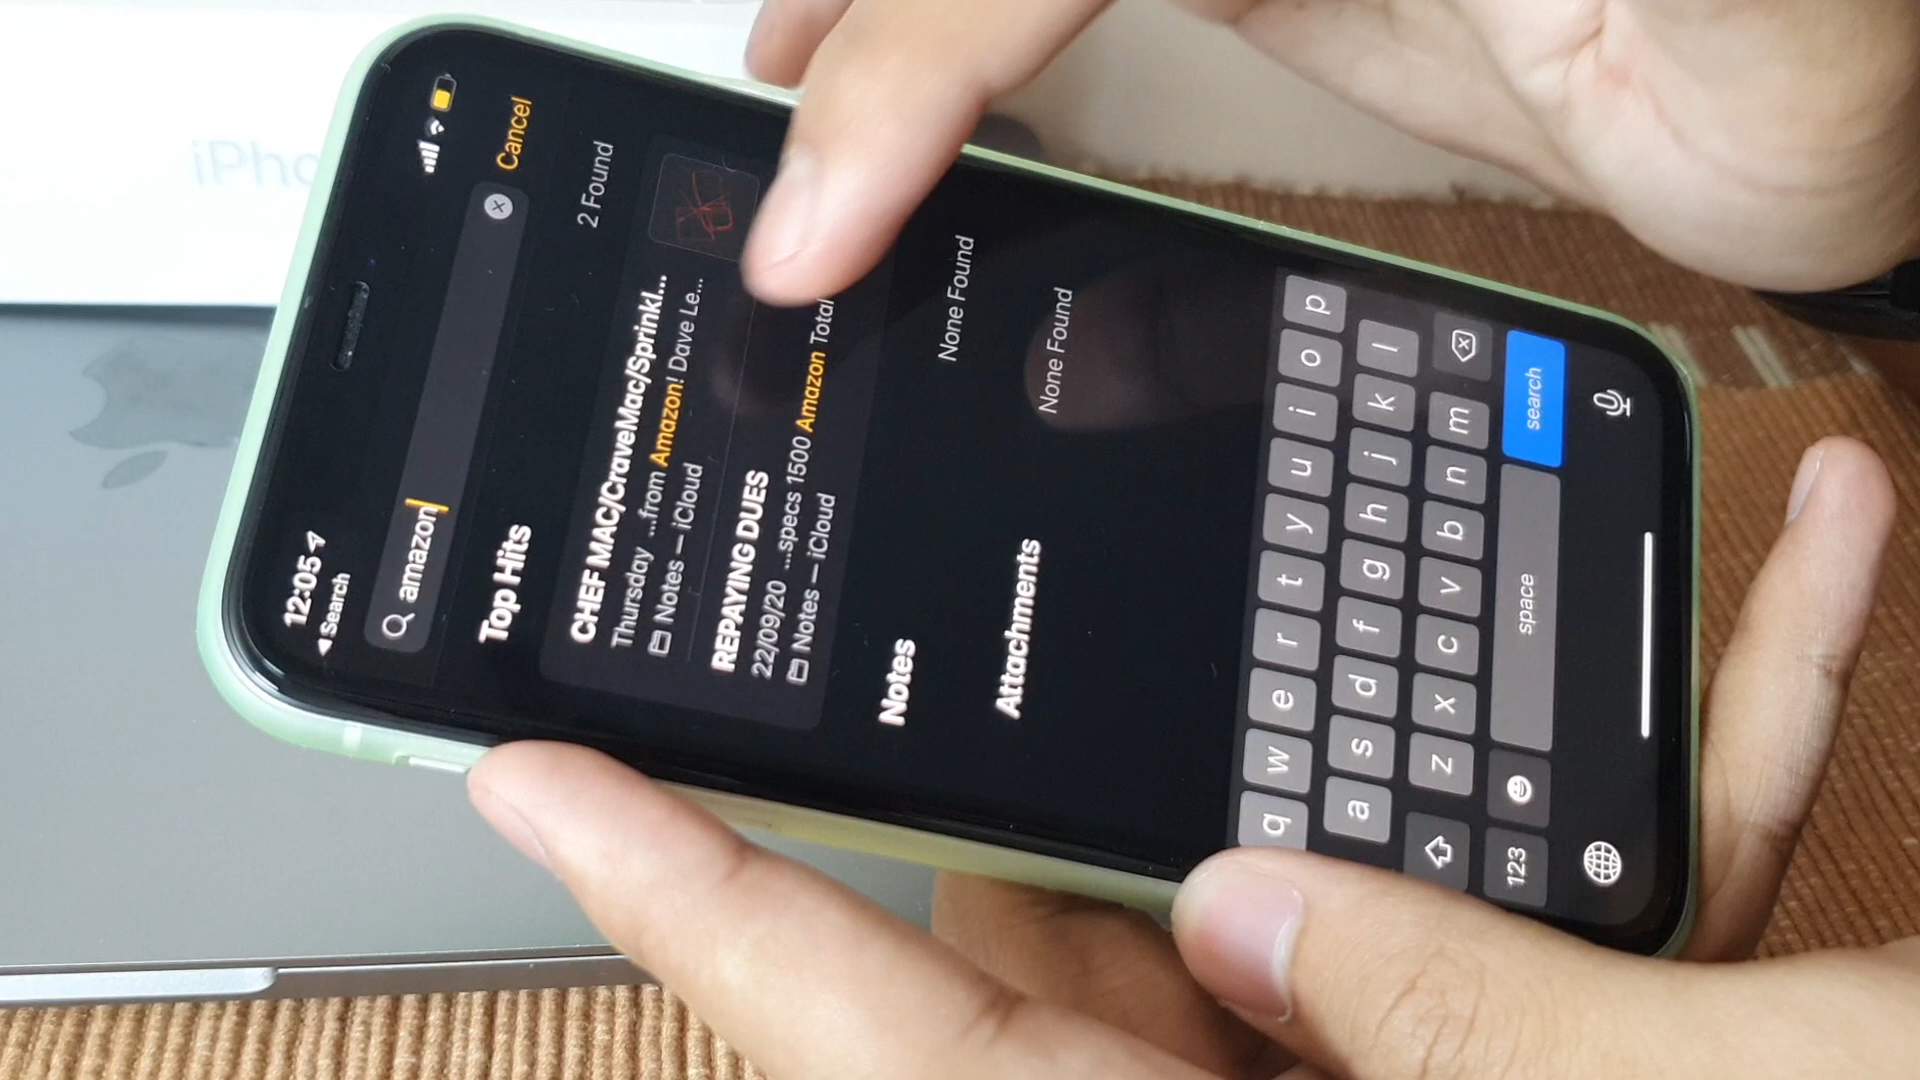 12:05
Search
amazon
Cancel
Top Hits
2 Found
CHEF MAC/CraveMac/Sprinkl...
Thursday ...from Amazon! Dave Le...
Notes – iCloud
REPAYING DUES
22/09/20 ...specs 1500 Amazon Total
Notes – iCloud
Notes
None Found
Attachments
None Found
q w e r t y u i o p
a s d f g h j k l
z x c v b n m
123
space
search
iPho